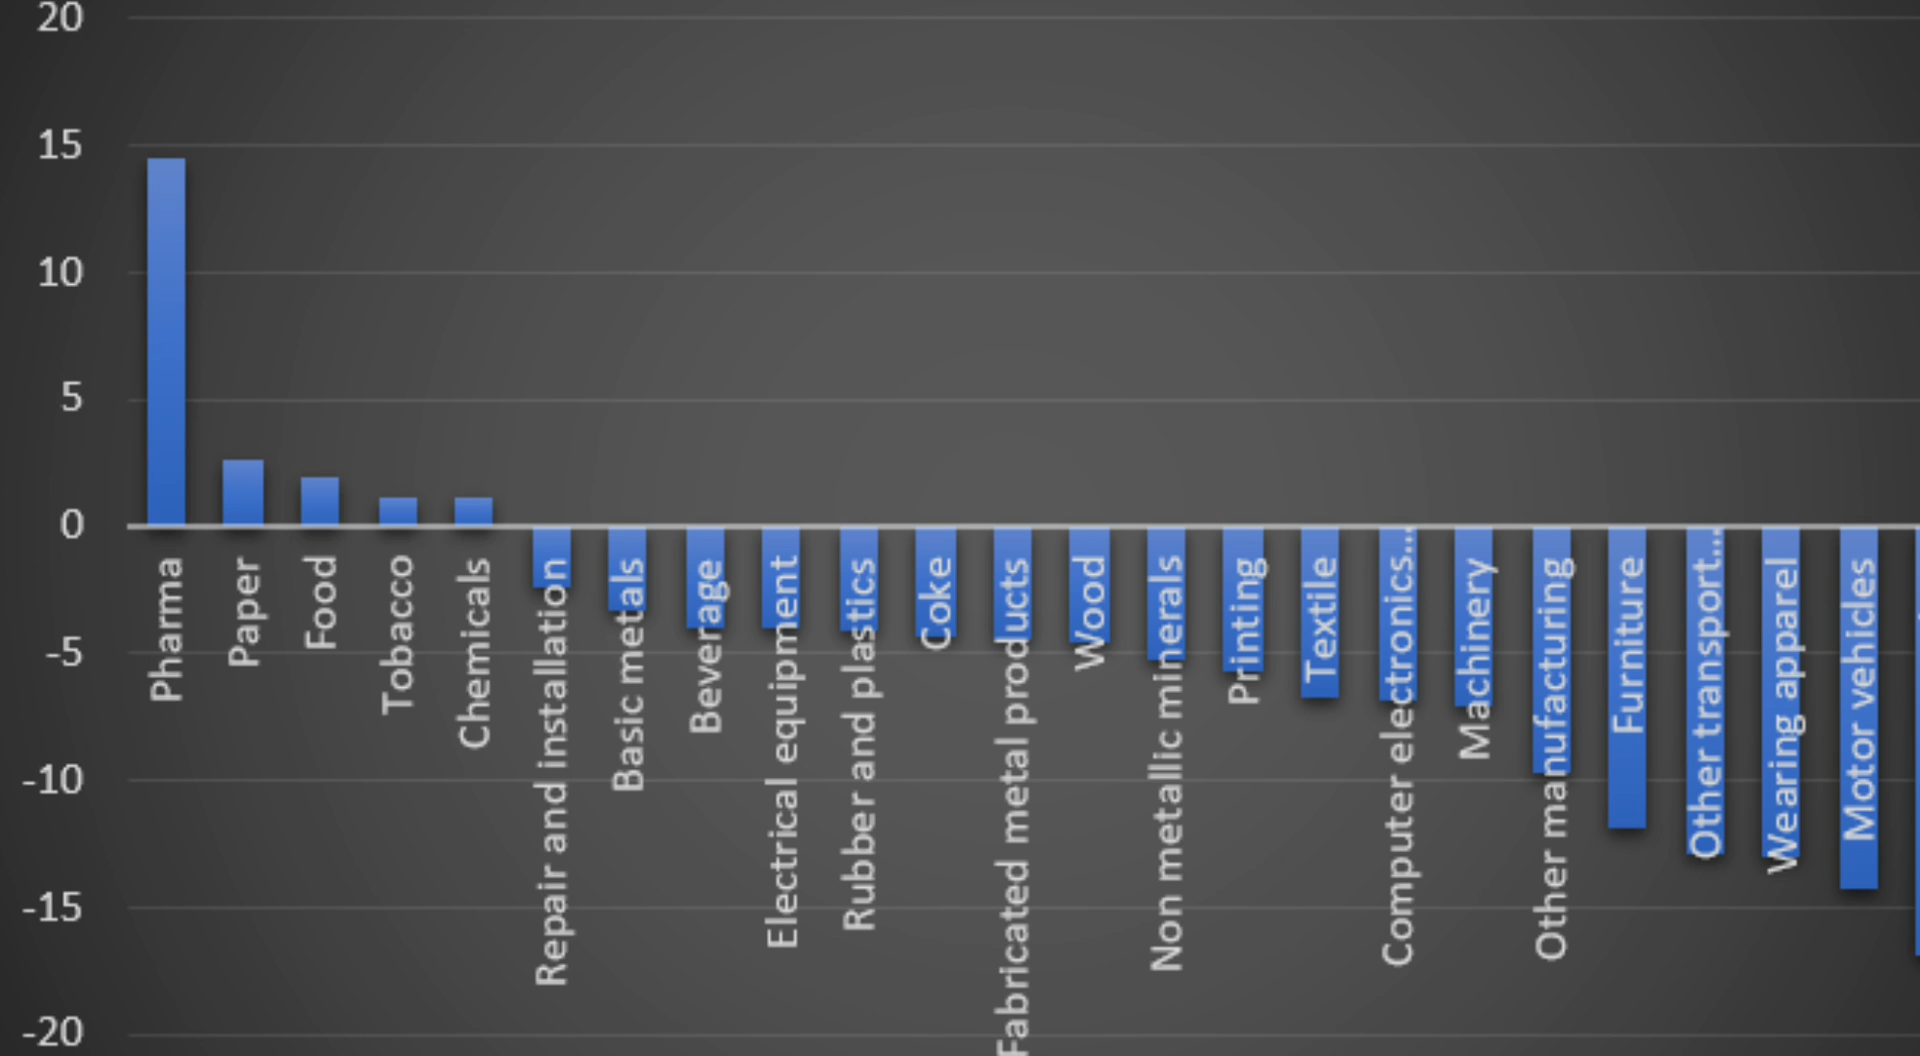 20
15
10
5
0
-5
-10
-15
-20
Pharma
Paper
Food
Tobacco
Chemicals
Repair and installation
Basic metals
Beverage
Electrical equipment
Rubber and plastics
Coke
Fabricated metal products
Wood
Non metallic minerals
Printing
Textile
Computer electronics...
Machinery
Other manufacturing
Furniture
Other transport...
Wearing apparel
Motor vehicles